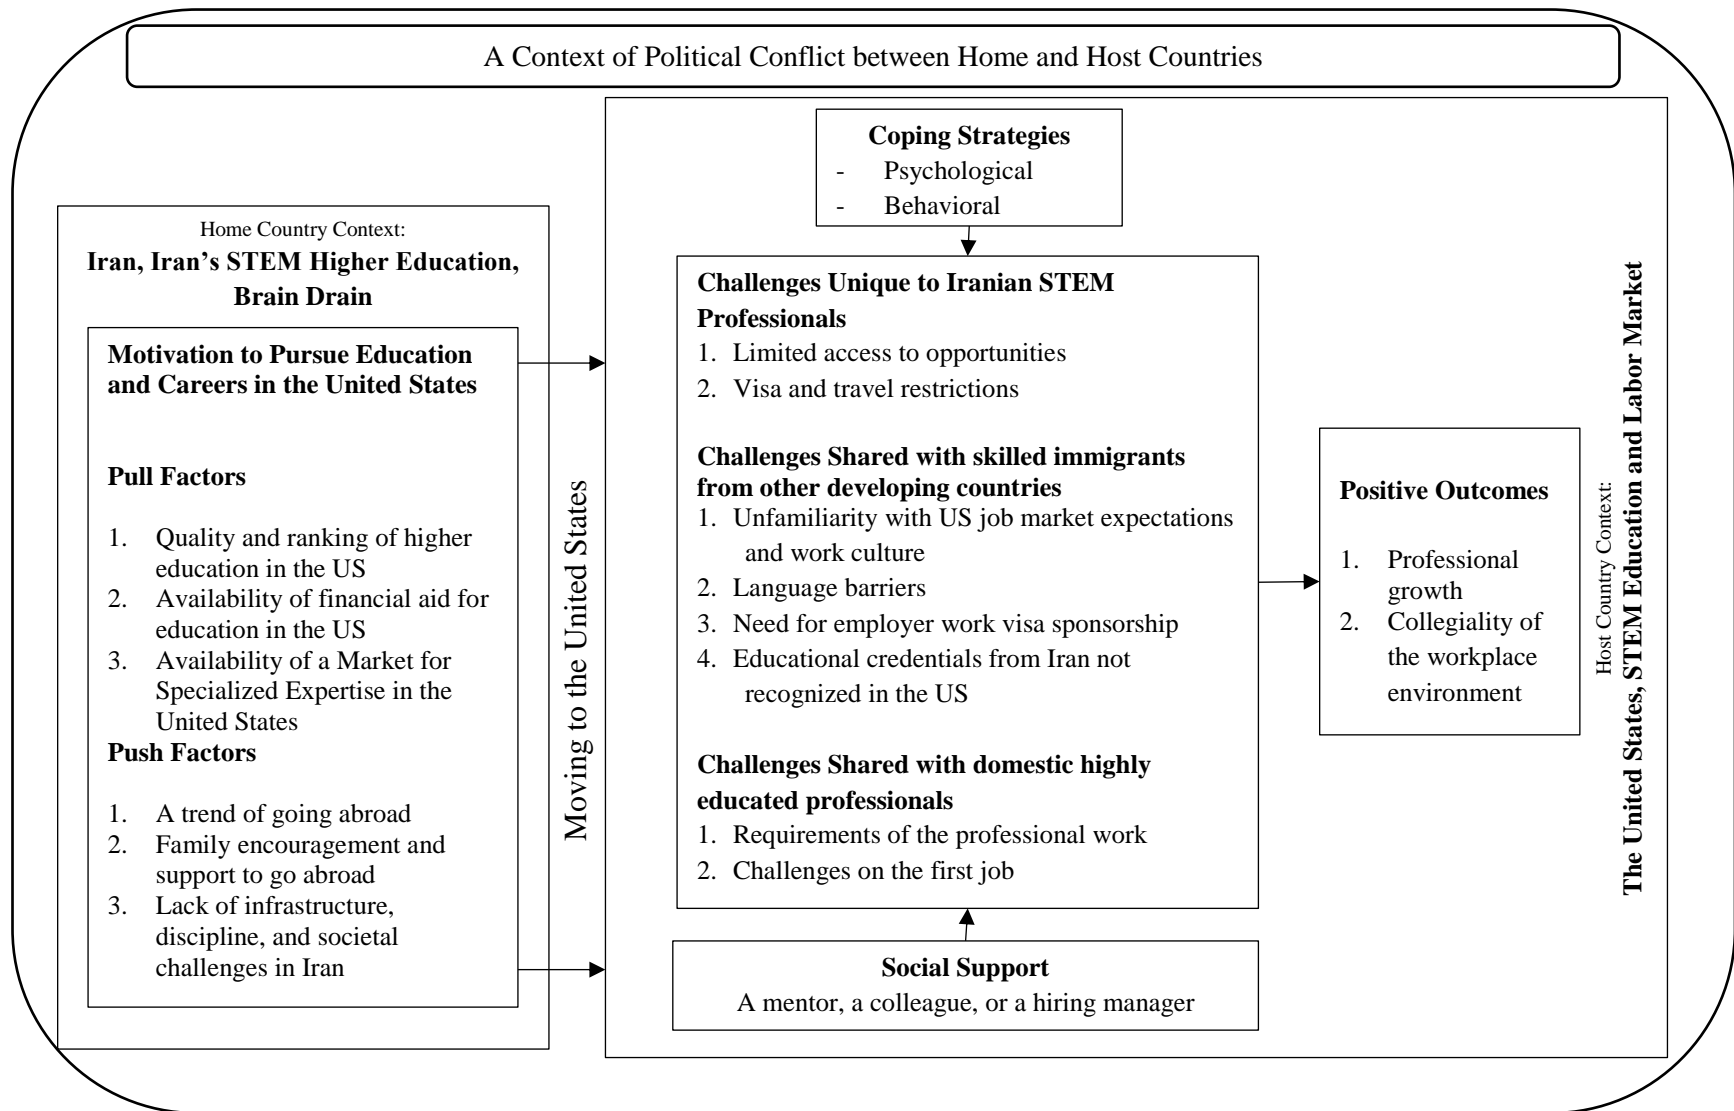 A Context of Political Conflict between Home and Host Countries
Home Country Context:
Iran, Iran’s STEM Higher Education,
Brain Drain
Motivation to Pursue Education
and Careers in the United States
Pull Factors
1. Quality and ranking of higher
education in the US
2. Availability of financial aid for
education in the US
3. Availability of a Market for
Specialized Expertise in the
United States
Push Factors
1. A trend of going abroad
2. Family encouragement and
support to go abroad
3. Lack of infrastructure,
discipline, and societal
challenges in Iran
Moving to the United States
Coping Strategies
- Psychological
- Behavioral
Challenges Unique to Iranian STEM
Professionals
1. Limited access to opportunities
2. Visa and travel restrictions
Challenges Shared with skilled immigrants
from other developing countries
1. Unfamiliarity with US job market expectations
and work culture
2. Language barriers
3. Need for employer work visa sponsorship
4. Educational credentials from Iran not
recognized in the US
Challenges Shared with domestic highly
educated professionals
1. Requirements of the professional work
2. Challenges on the first job
Social Support
A mentor, a colleague, or a hiring manager
Positive Outcomes
1. Professional
growth
2. Collegiality of
the workplace
environment
Host Country Context:
The United States, STEM Education and Labor Market